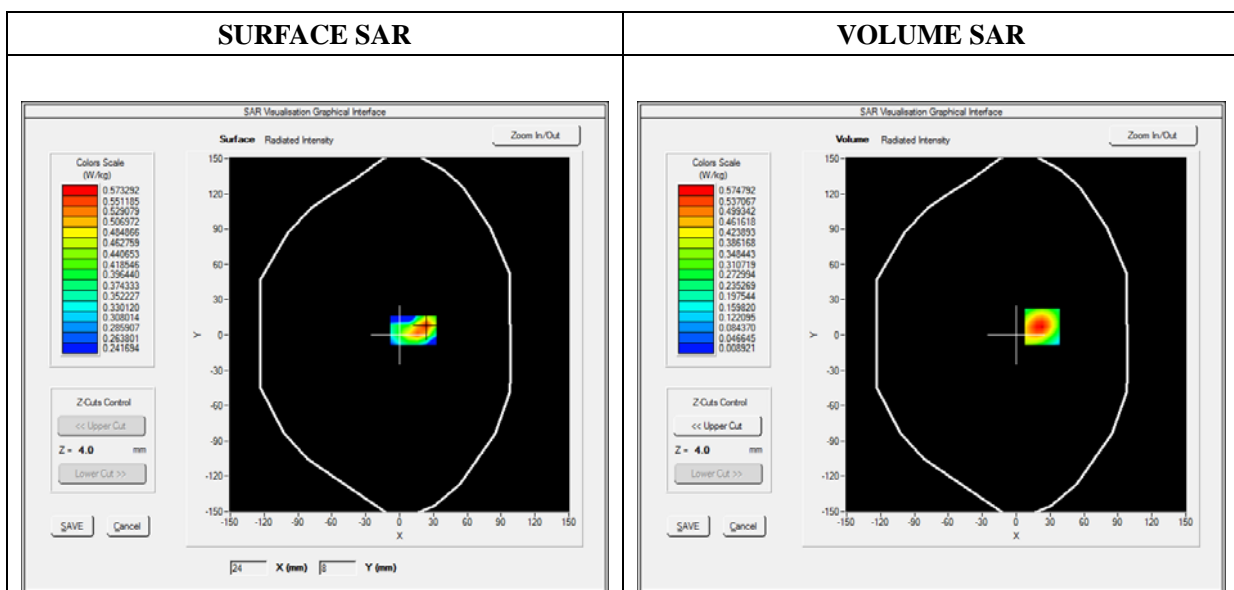 SURFACE SAR
SAR Visualisation Graphical Interface
Surface Radiated Intensity
Zoom In/Out
Colors Scale
(W/kg)
0.573292
0.551185
0.529079
0.506972
0.484866
0.462759
0.440653
0.418546
0.396440
0.374333
0.352227
0.330120
0.308014
0.285907
0.263801
0.241694
Z-Cuts Control
<< Upper Cut
Z = 4.0 mm
Lower Cut >>
SAVE Cancel
150
120
90
60
30
Y 0
-30
-60
-90
-120
-150
-150 -120 -90 -60 -30 0 30 60 90 120 150
X
24 X (mm) 8 Y (mm)
VOLUME SAR
SAR Visualisation Graphical Interface
Volume Radiated Intensity
Zoom In/Out
Colors Scale
(W/kg)
0.574792
0.537067
0.499342
0.461618
0.423893
0.386168
0.348443
0.310719
0.272994
0.235269
0.197544
0.159820
0.122095
0.084370
0.046645
0.008921
Z-Cuts Control
<< Upper Cut
Z = 4.0 mm
Lower Cut >>
SAVE Cancel
150
120
90
60
30
Y 0
-30
-60
-90
-120
-150
-150 -120 -90 -60 -30 0 30 60 90 120 150
X